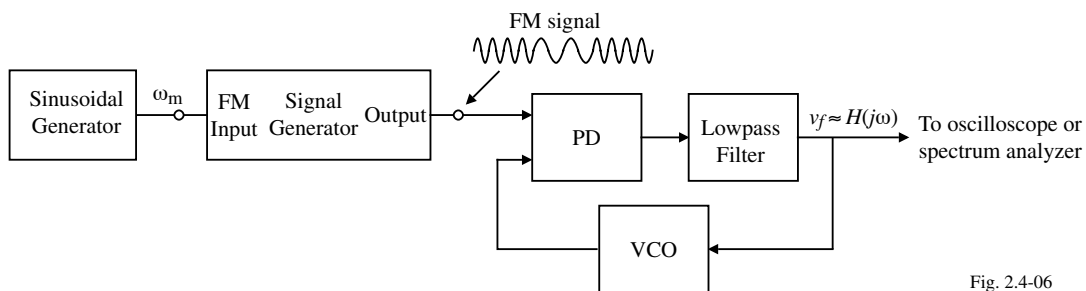 FM signal
Sinusoidal
Generator
ωm
FM
Input
Signal
Generator
Output
PD
Lowpass
Filter
vf ≈ H(jω)
To oscilloscope or
spectrum analyzer
VCO
Fig. 2.4-06